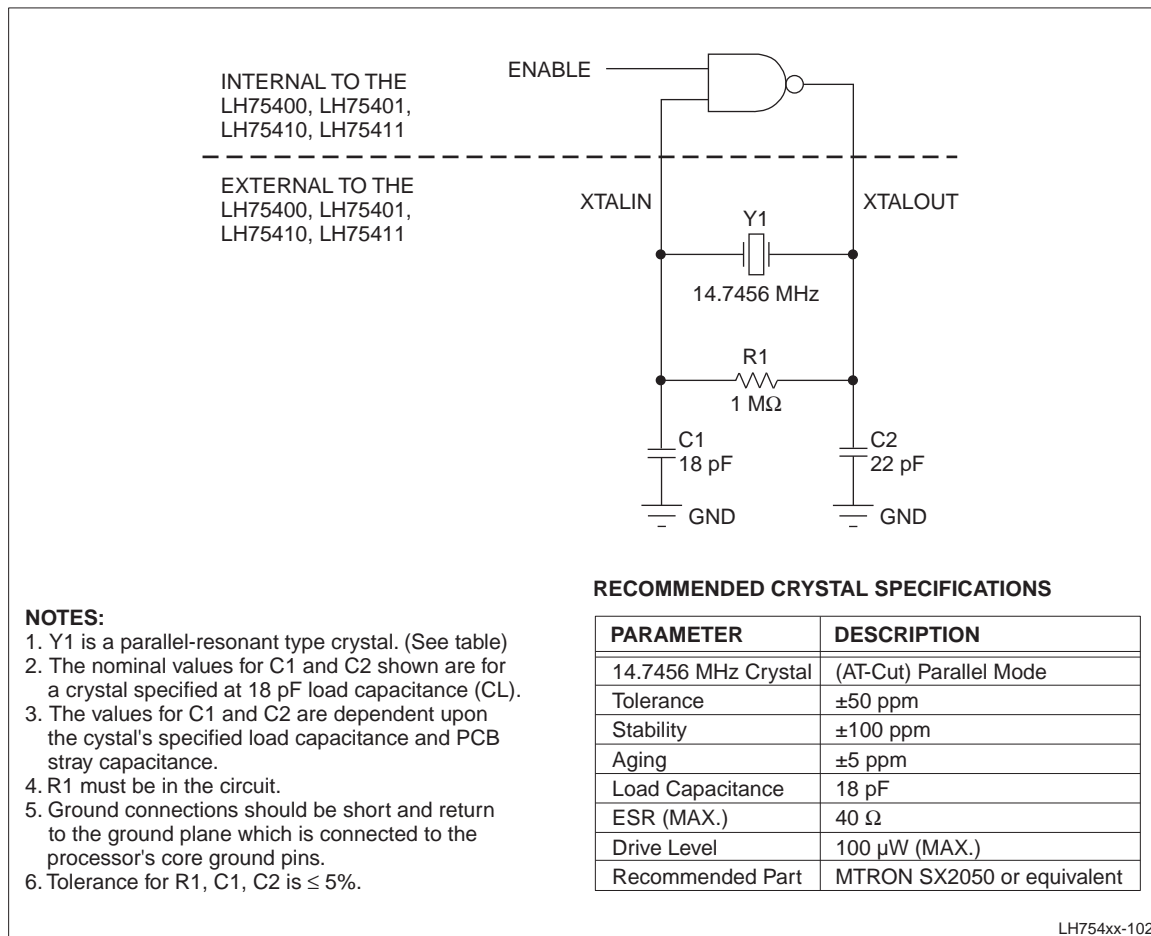 INTERNAL TO THE
LH75400, LH75401,
LH75410, LH75411
ENABLE
EXTERNAL TO THE
LH75400, LH75401,
LH75410, LH75411
XTALIN
XTALOUT
Y1
14.7456 MHz
R1
1 MΩ
C1
18 pF
C2
22 pF
GND
GND
NOTES:
1. Y1 is a parallel-resonant type crystal. (See table)
2. The nominal values for C1 and C2 shown are for
a crystal specified at 18 pF load capacitance (CL).
3. The values for C1 and C2 are dependent upon
the cystal's specified load capacitance and PCB
stray capacitance.
4. R1 must be in the circuit.
5. Ground connections should be short and return
to the ground plane which is connected to the
processor's core ground pins.
6. Tolerance for R1, C1, C2 is ≤ 5%.
RECOMMENDED CRYSTAL SPECIFICATIONS
PARAMETER DESCRIPTION
14.7456 MHz Crystal (AT-Cut) Parallel Mode
Tolerance ±50 ppm
Stability ±100 ppm
Aging ±5 ppm
Load Capacitance 18 pF
ESR (MAX.) 40 Ω
Drive Level 100 µW (MAX.)
Recommended Part MTRON SX2050 or equivalent
LH754xx-102